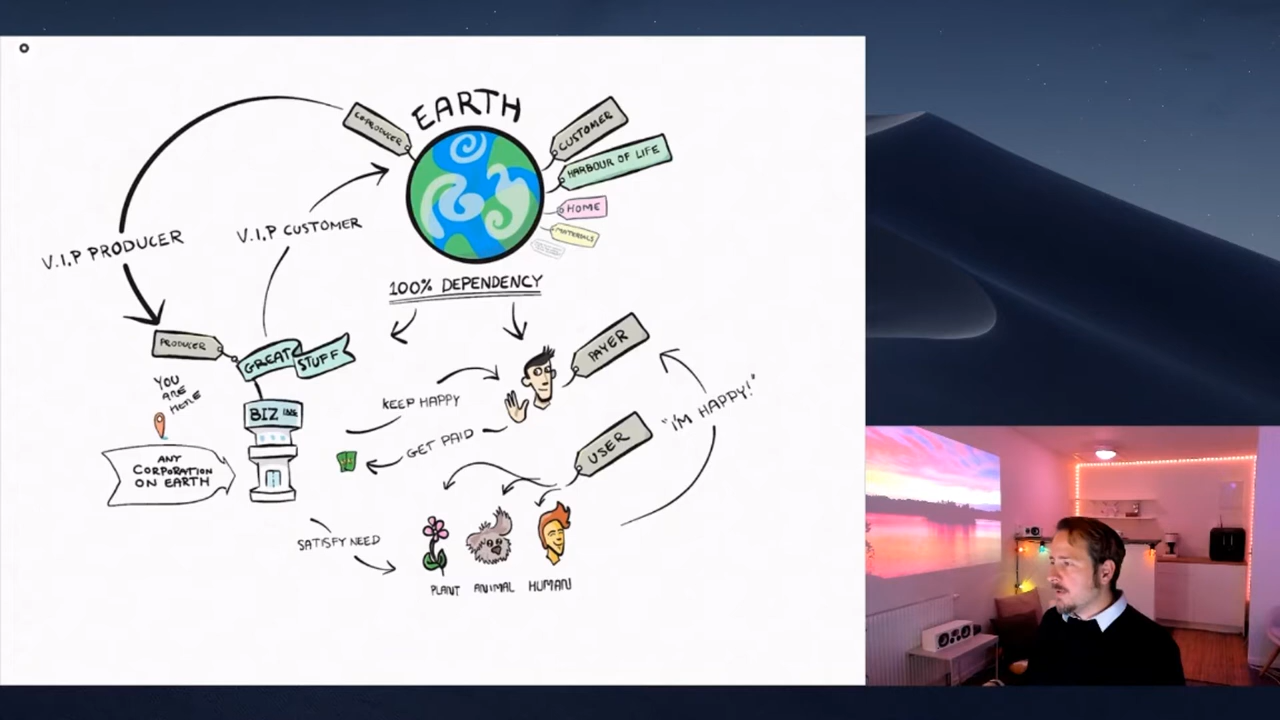 EARTH
CO-PRODUCER
CUSTOMER
HARBOUR OF LIFE
HOME
MATERIALS
V.I.P PRODUCER
V.I.P CUSTOMER
100% DEPENDENCY
PRODUCER
GREAT STUFF
PAYER
YOU
ARE
HERE
BIZ
KEEP HAPPY
GET PAID
"I'M HAPPY!"
USER
ANY
CORPORATION
ON EARTH
SATISFY NEED
PLANT
ANIMAL
HUMAN